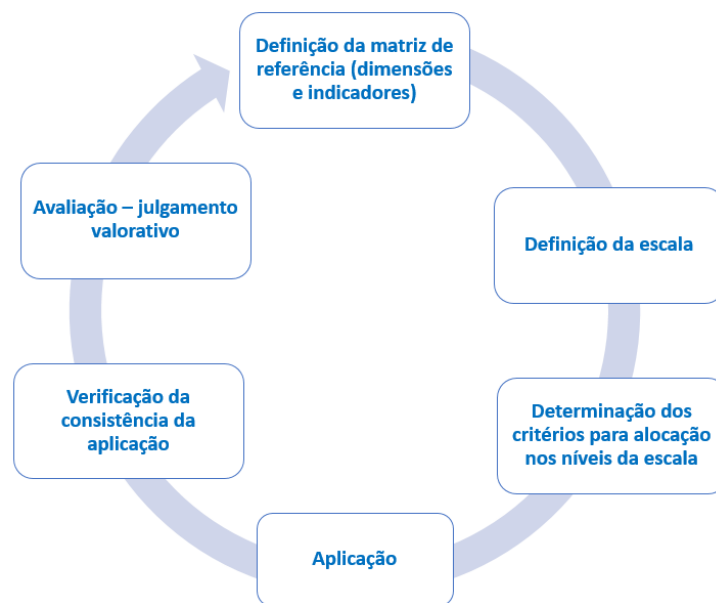 Definição da matriz de
referência (dimensões
e indicadores)
Definição da escala
Determinação dos
critérios para alocação
nos níveis da escala
Aplicação
Verificação da
consistência da
aplicação
Avaliação – julgamento
valorativo